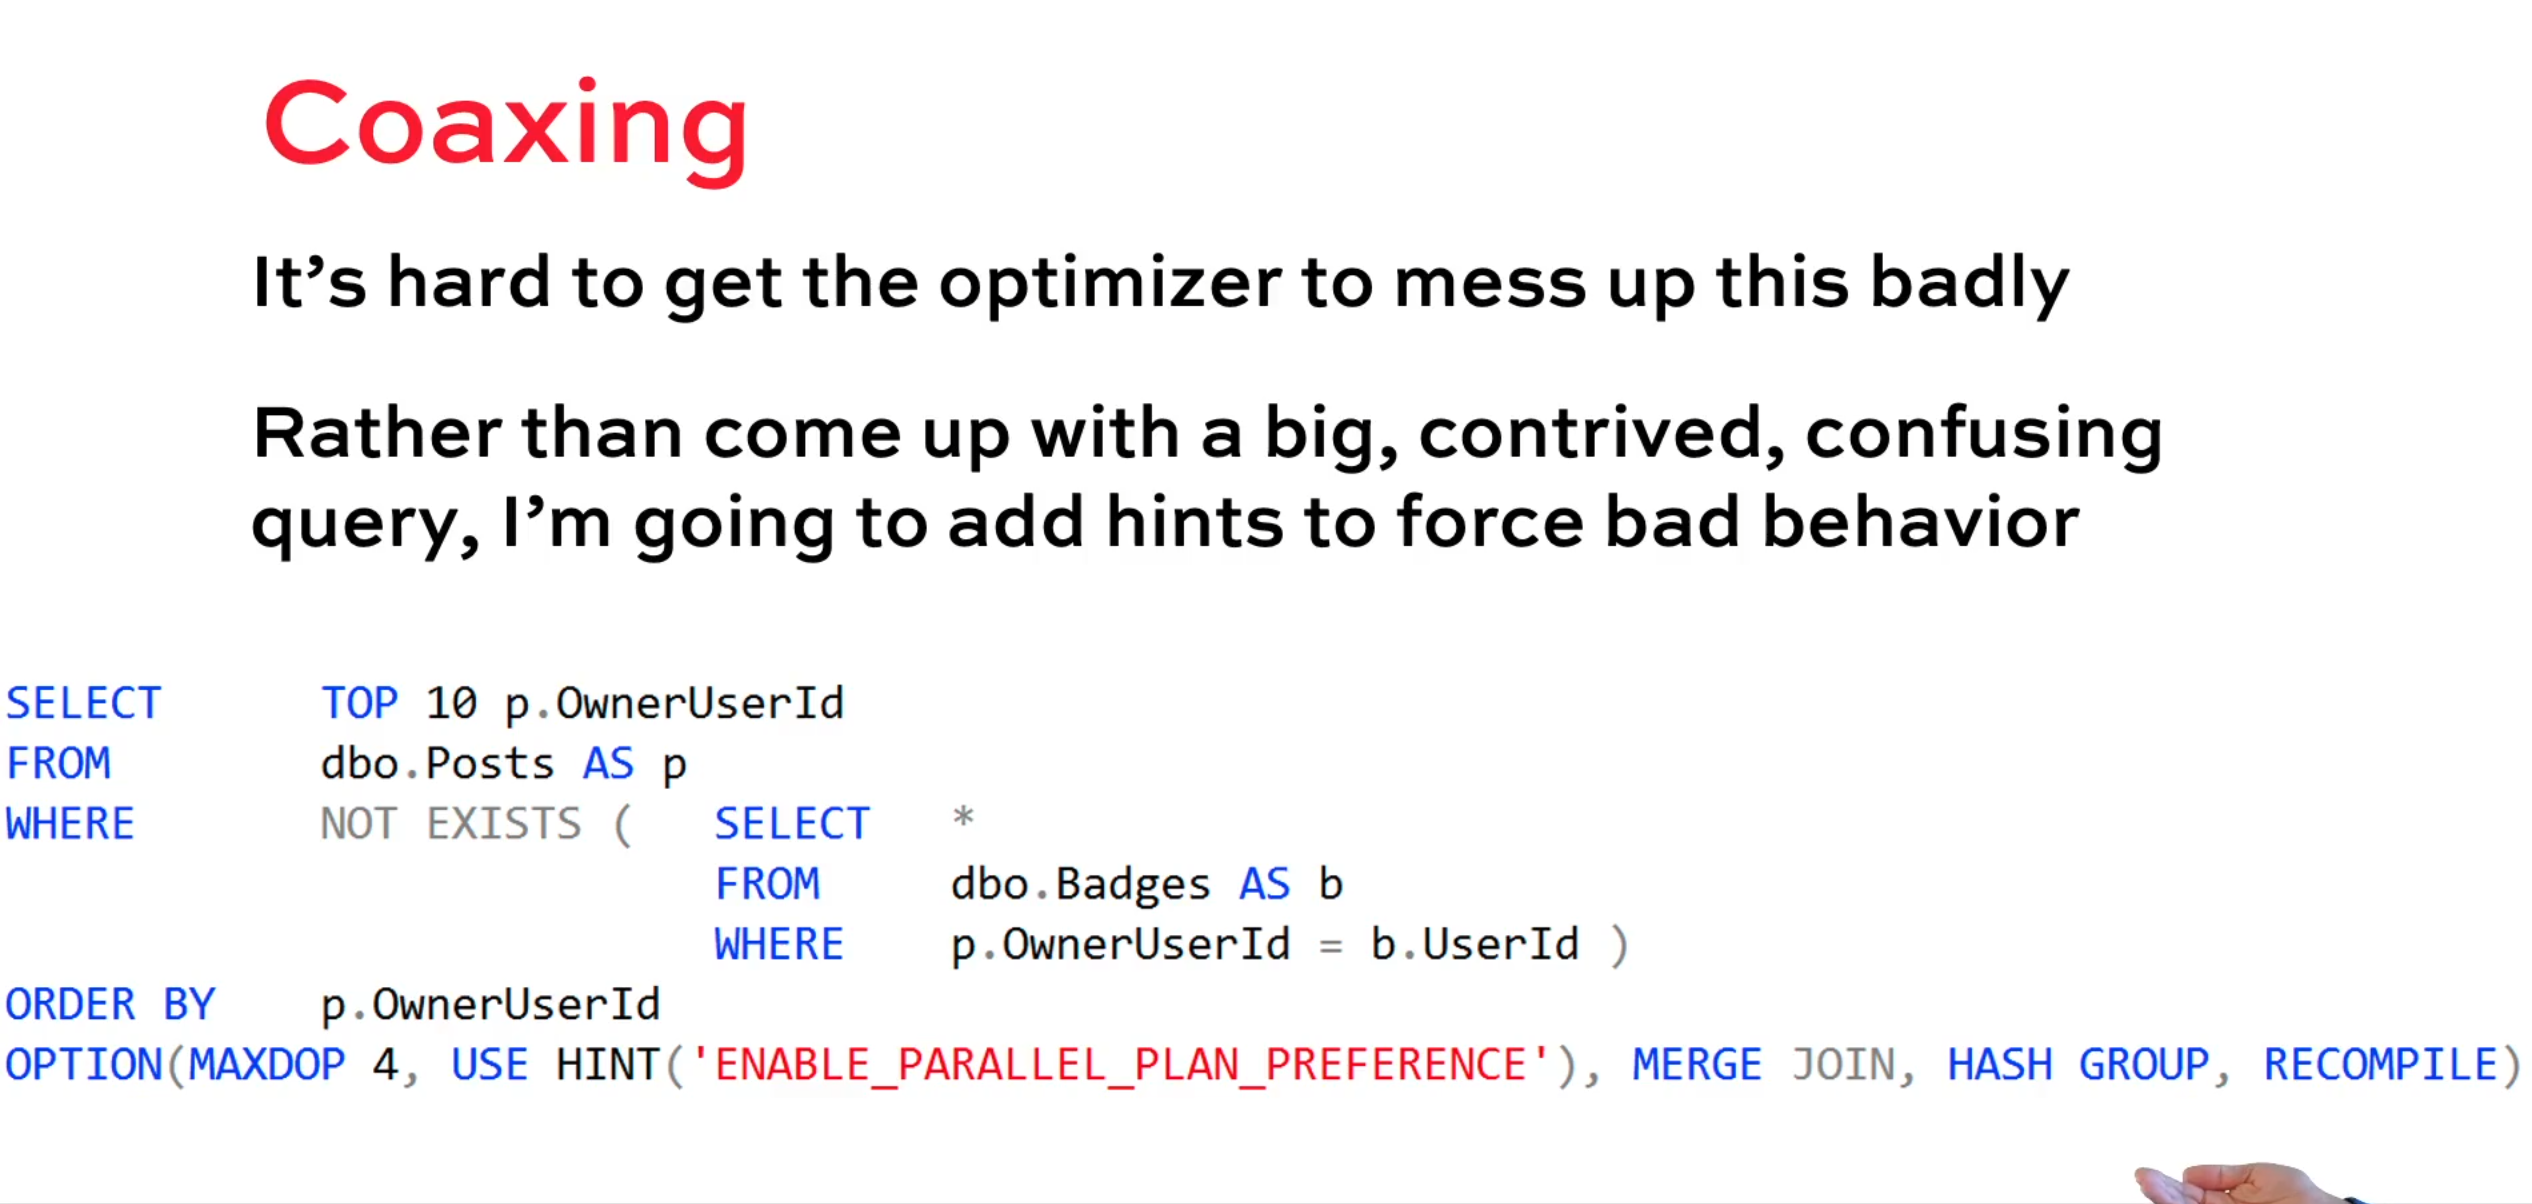 Coaxing
It’s hard to get the optimizer to mess up this badly
Rather than come up with a big, contrived, confusing
query, I’m going to add hints to force bad behavior
SELECT TOP 10 p.OwnerUserId
FROM dbo.Posts AS p
WHERE NOT EXISTS ( SELECT *
FROM dbo.Badges AS b
WHERE p.OwnerUserId = b.UserId )
ORDER BY p.OwnerUserId
OPTION(MAXDOP 4, USE HINT('ENABLE_PARALLEL_PLAN_PREFERENCE'), MERGE JOIN, HASH GROUP, RECOMPILE)